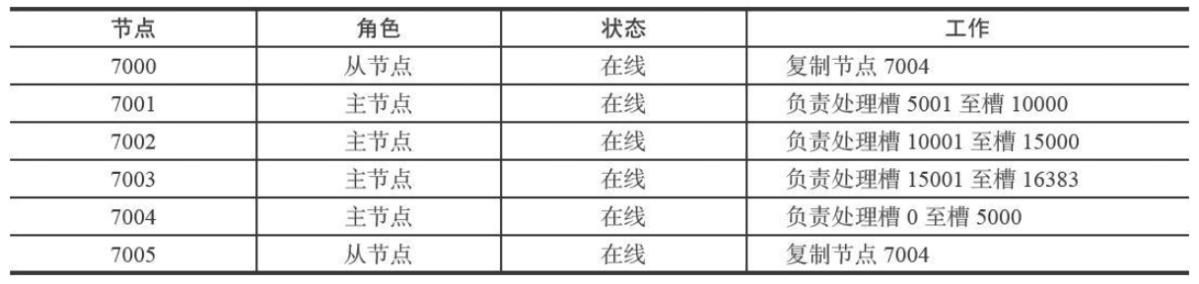 节点 角色 状态 工作
7000 从节点 在线 复制节点 7004
7001 主节点 在线 负责处理槽 5001 至槽 10000
7002 主节点 在线 负责处理槽 10001 至槽 15000
7003 主节点 在线 负责处理槽 15001 至槽 16383
7004 主节点 在线 负责处理槽 0 至槽 5000
7005 从节点 在线 复制节点 7004